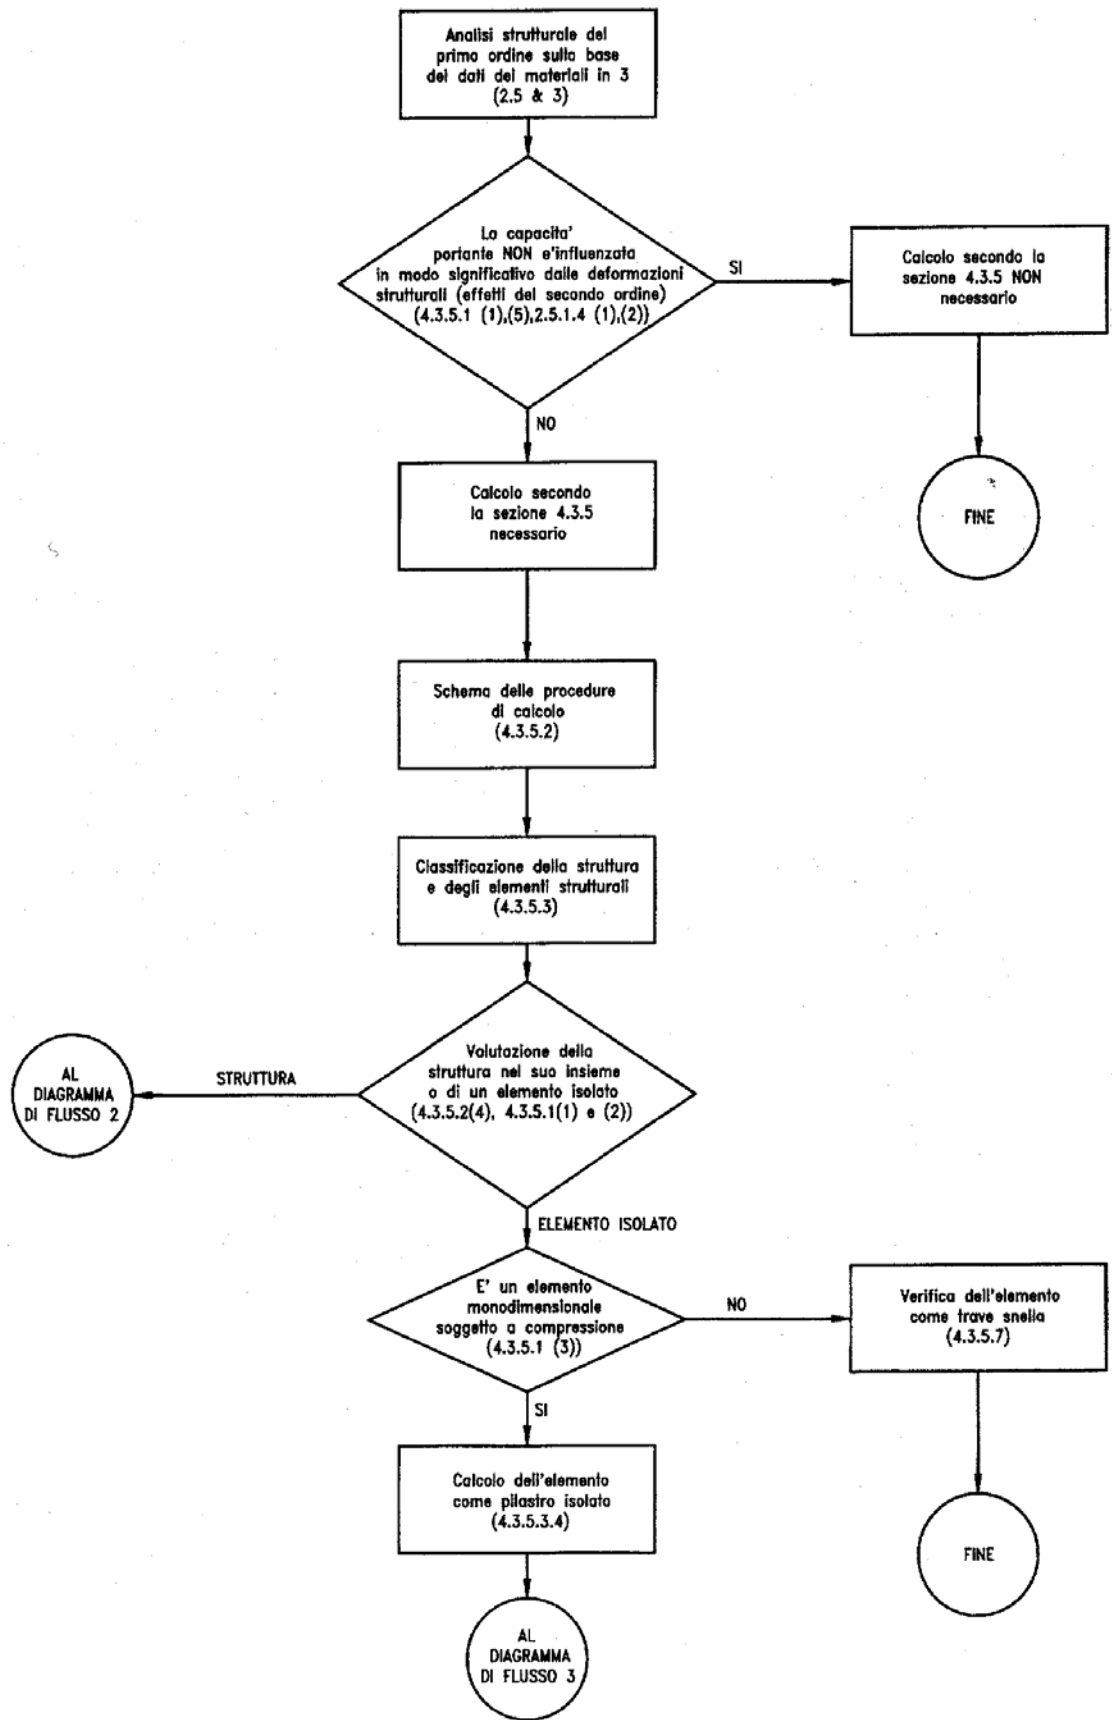 Analisi strutturale del
primo ordine sulla base
dei dati dei materiali in 3
(2.5 & 3)
La capacita'
portante NON e'influenzata
in modo significativo dalle deformazioni
strutturali (effetti del secondo ordine)
(4.3.5.1 (1),(5),2.5.1.4 (1),(2))
SI
Calcolo secondo la
sezione 4.3.5 NON
necessario
NO
Calcolo secondo
la sezione 4.3.5
necessario
FINE
Schema delle procedure
di calcolo
(4.3.5.2)
Classificazione della struttura
e degli elementi strutturali
(4.3.5.3)
Valutazione della
struttura nel suo insieme
o di un elemento isolato
(4.3.5.2(4), 4.3.5.1(1) e (2))
STRUTTURA
AL
DIAGRAMMA
DI FLUSSO 2
ELEMENTO ISOLATO
E' un elemento
monodimensionale
soggetto a compressione
(4.3.5.1 (3))
NO
Verifica dell'elemento
come trave snella
(4.3.5.7)
SI
Calcolo dell'elemento
come pilastro isolato
(4.3.5.3.4)
FINE
AL
DIAGRAMMA
DI FLUSSO 3